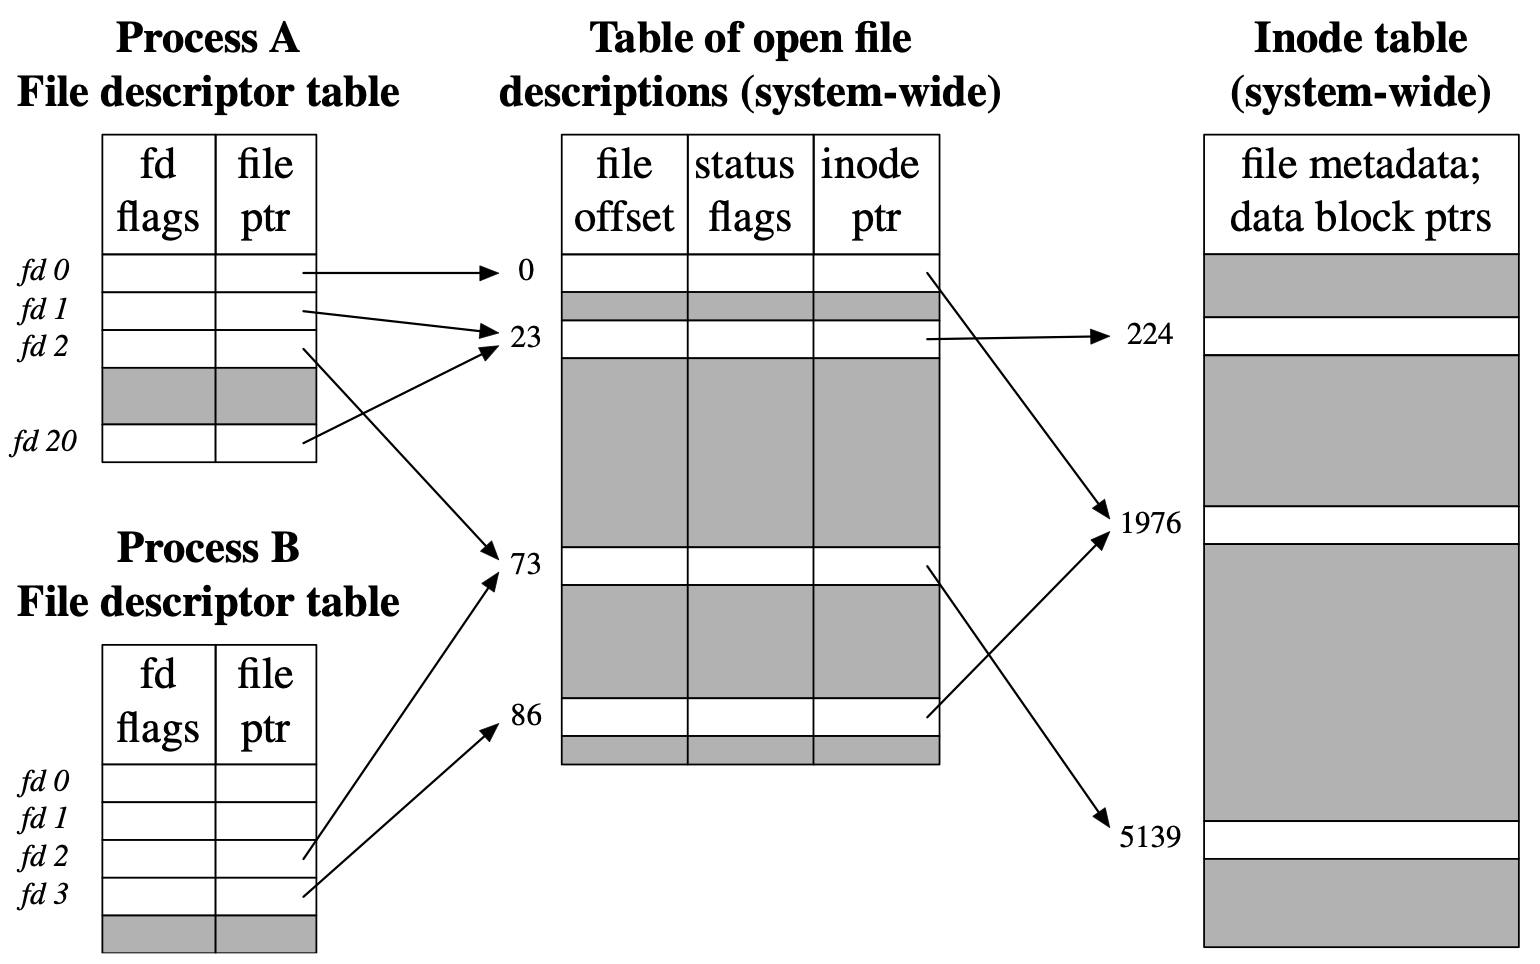 Process A
File descriptor table
fd
flags
file
ptr
fd 0
fd 1
fd 2
fd 20
Process B
File descriptor table
fd
flags
file
ptr
fd 0
fd 1
fd 2
fd 3
Table of open file
descriptions (system-wide)
file
offset
status
flags
inode
ptr
0
23
73
86
Inode table
(system-wide)
file metadata;
data block ptrs
224
1976
5139